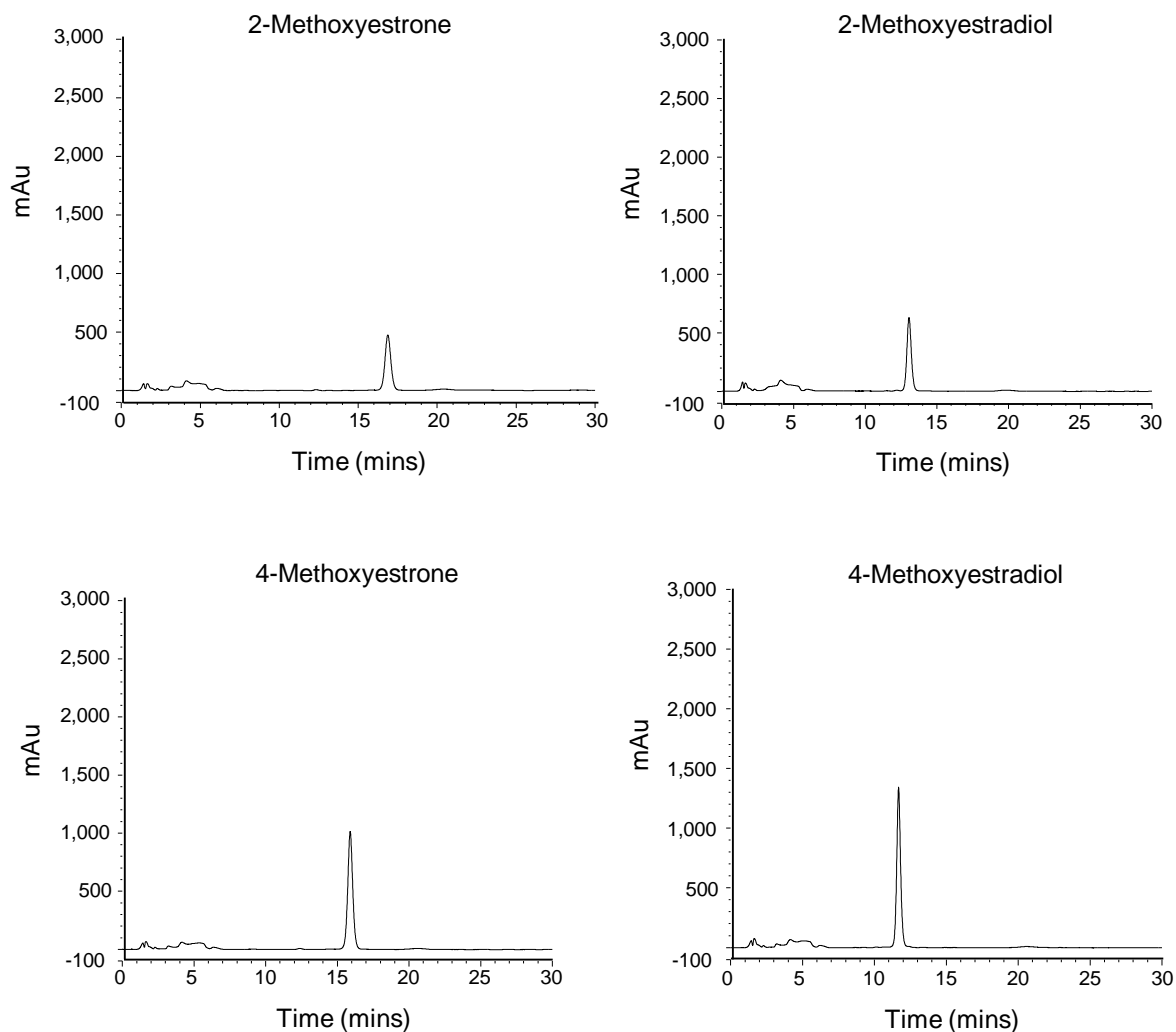 2-Methoxyestrone
3,000
2,500
2,000
1,500
1,000
500
-100
mAu
0 5 10 15 20 25 30
Time (mins)
2-Methoxyestradiol
3,000
2,500
2,000
1,500
1,000
500
-100
mAu
0 5 10 15 20 25 30
Time (mins)
4-Methoxyestrone
3,000
2,500
2,000
1,500
1,000
500
-100
mAu
0 5 10 15 20 25 30
Time (mins)
4-Methoxyestradiol
3,000
2,500
2,000
1,500
1,000
500
-100
mAu
0 5 10 15 20 25 30
Time (mins)